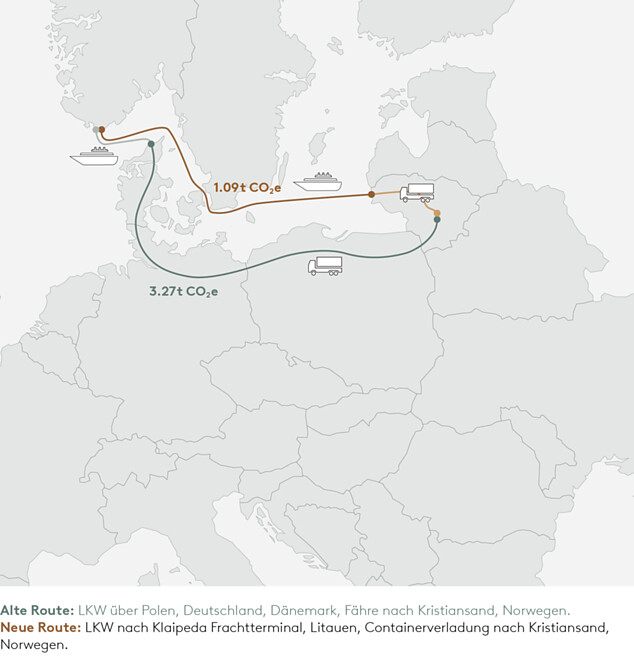 1.09t CO₂e
3.27t CO₂e
Alte Route: LKW über Polen, Deutschland, Dänemark, Fähre nach Kristiansand, Norwegen.
Neue Route: LKW nach Klaipeda Frachtterminal, Litauen, Containerverladung nach Kristiansand,
Norwegen.